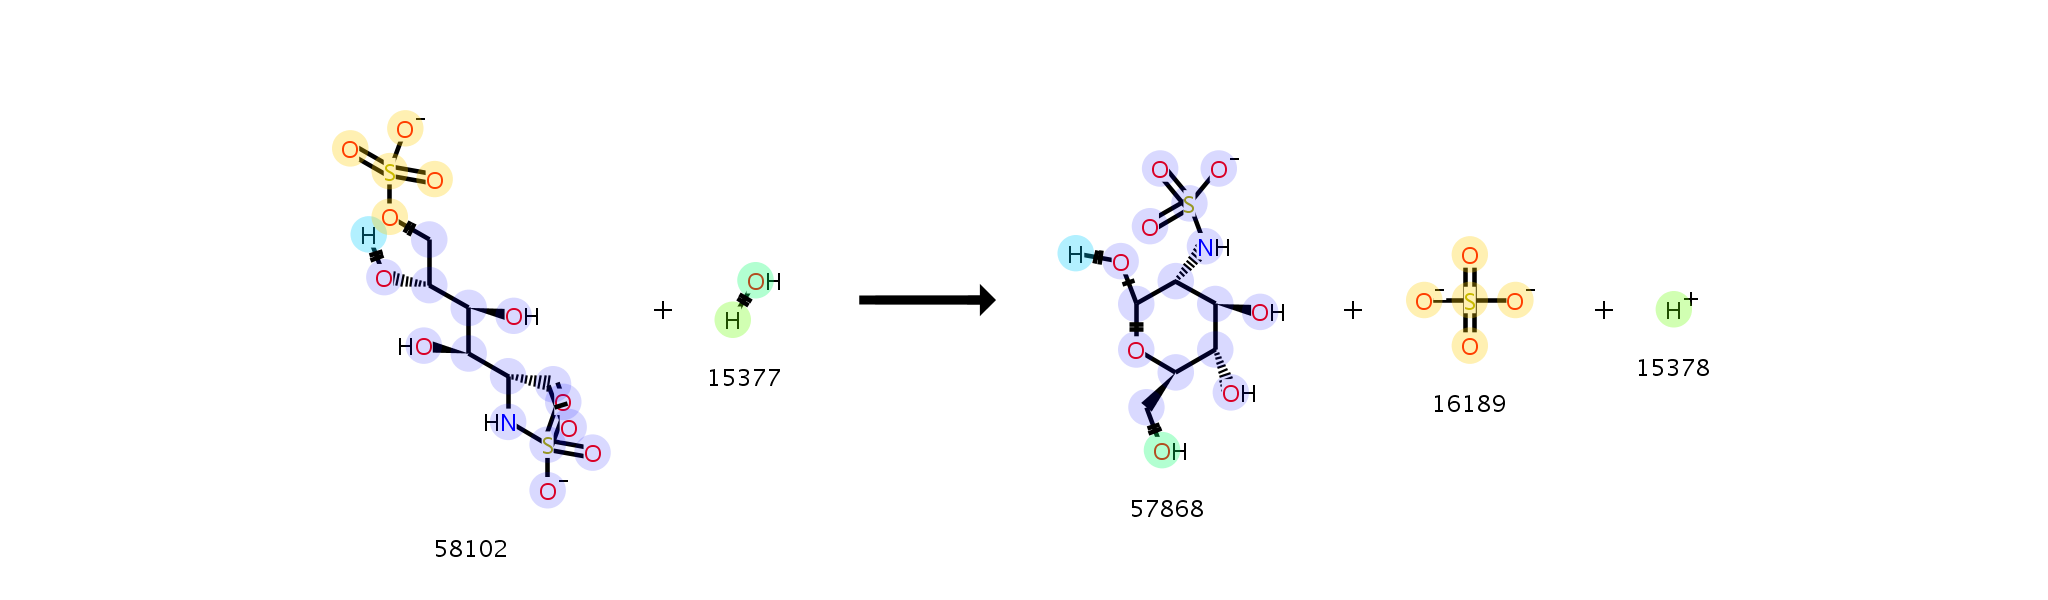 O⁻
O S O
O
H
O
OH
HO
HN O
O
S O
O⁻
58102
+
OH
H
15377
O O⁻
S
O
NH
H O
OH
O
OH
OH
57868
+
O
O⁻ S O⁻
O
16189
+
H⁺
15378